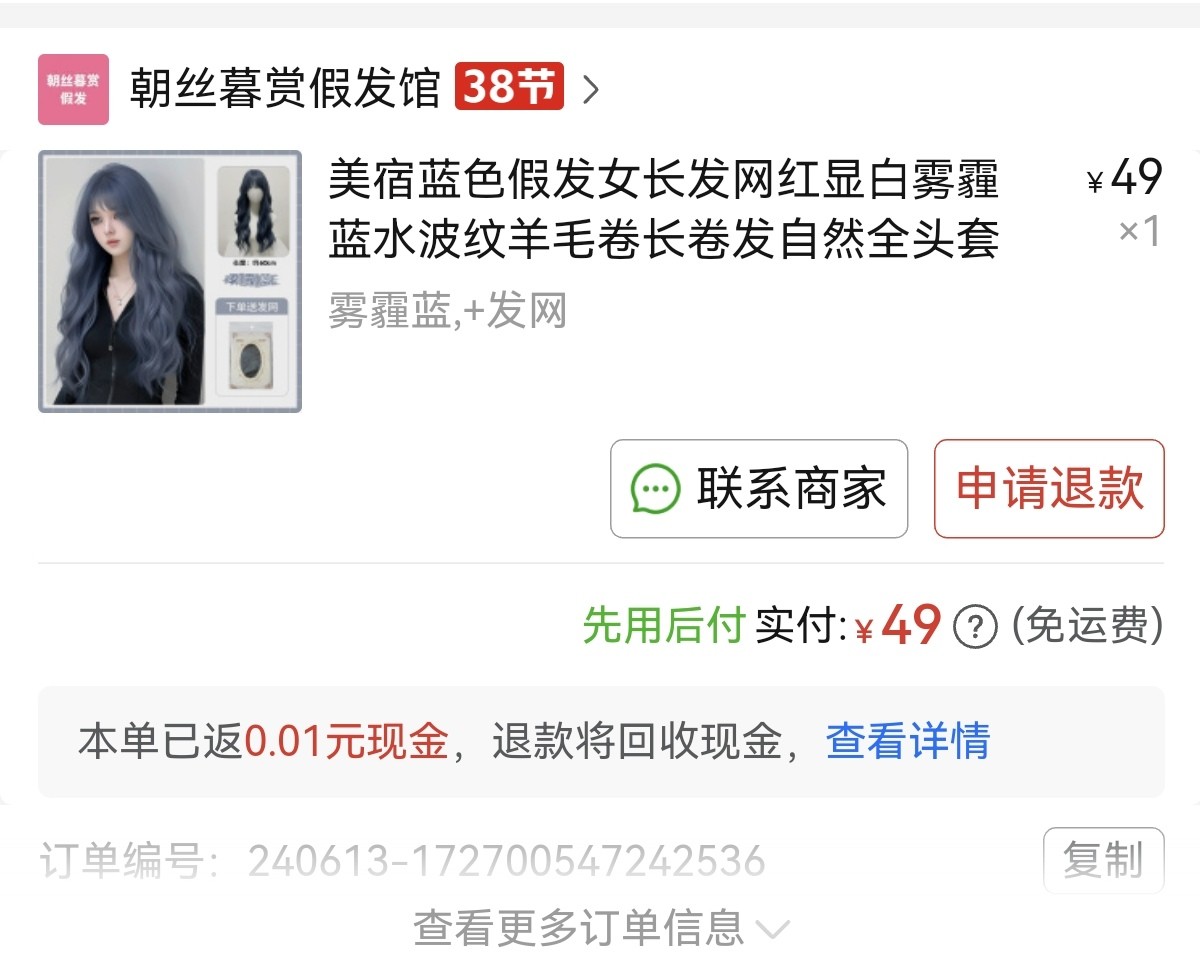 朝丝暮赏
假发
朝丝暮赏假发馆 38节
美宿蓝色假发女长发网红显白雾霾
蓝水波纹羊毛卷长卷发自然全头套
¥49
×1
雾霾蓝,+发网
下单送发网
联系商家
申请退款
先用后付 实付:¥49 ? (免运费)
本单已返0.01元现金，退款将回收现金，查看详情
订单编号：240613-172700547242536
复制
查看更多订单信息